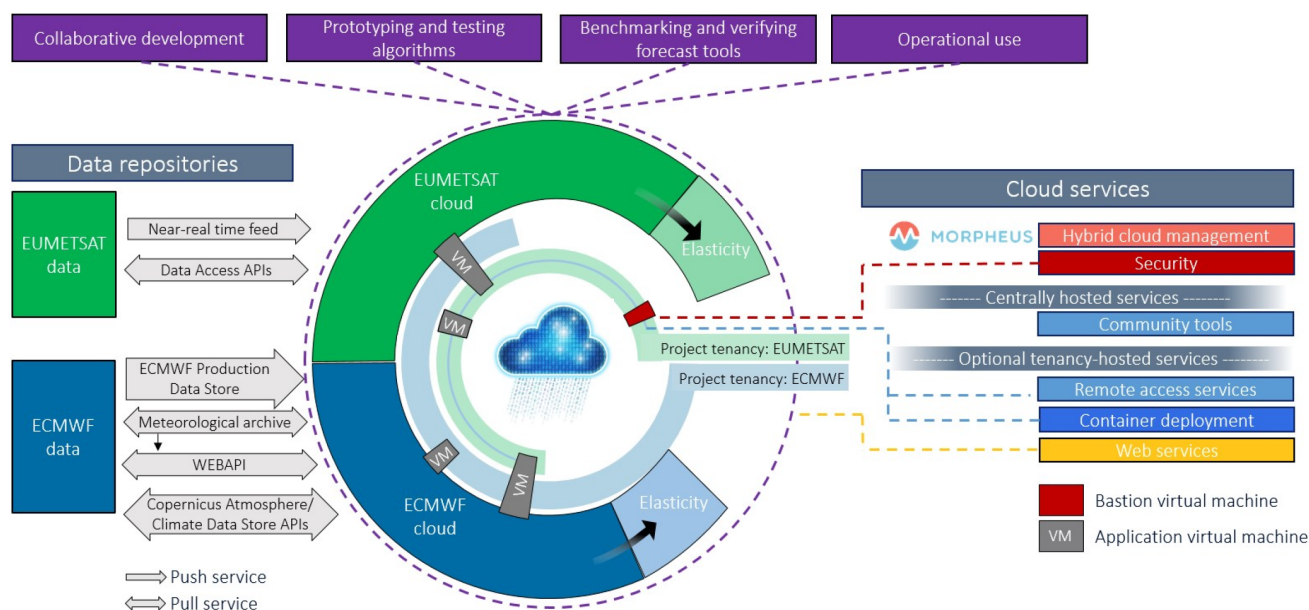 Collaborative development
Prototyping and testing
algorithms
Benchmarking and verifying
forecast tools
Operational use
Data repositories
EUMETSAT
data
Near-real time feed
Data Access APIs
ECMWF
data
ECMWF Production
Data Store
Meteorological archive
WEBAPI
Copernicus Atmosphere/
Climate Data Store APIs
Push service
Pull service
EUMETSAT
cloud
Elasticity
VM
VM
Project tenancy: EUMETSAT
Project tenancy: ECMWF
VM
VM
ECMWF
cloud
Elasticity
Cloud services
MORPHEUS
Hybrid cloud management
Security
------- Centrally hosted services --------
Community tools
------- Optional tenancy-hosted services --------
Remote access services
Container deployment
Web services
Bastion virtual machine
VM
Application virtual machine